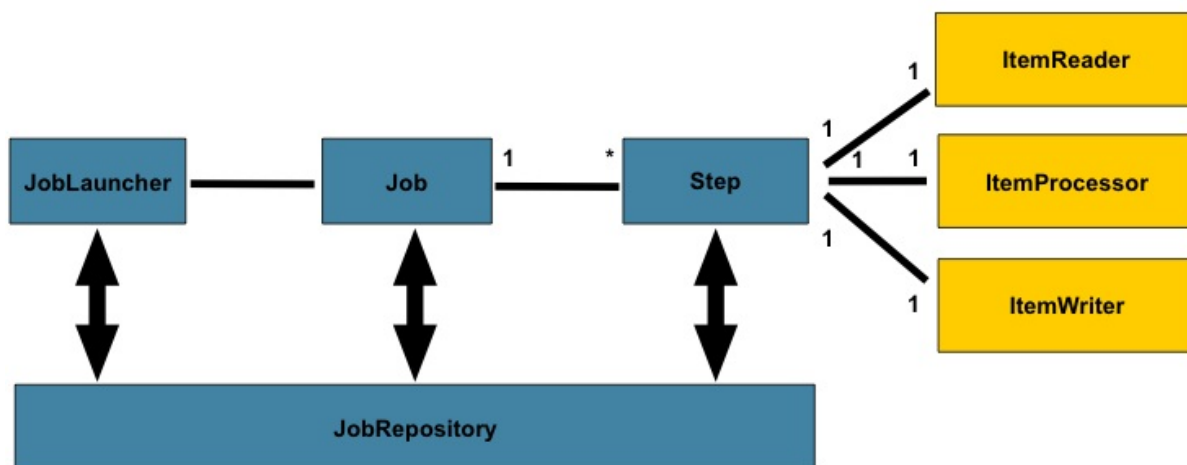 ItemReader
1
1
JobLauncher
Job
1
*
Step
1
1
ItemProcessor
1
1
ItemWriter
JobRepository